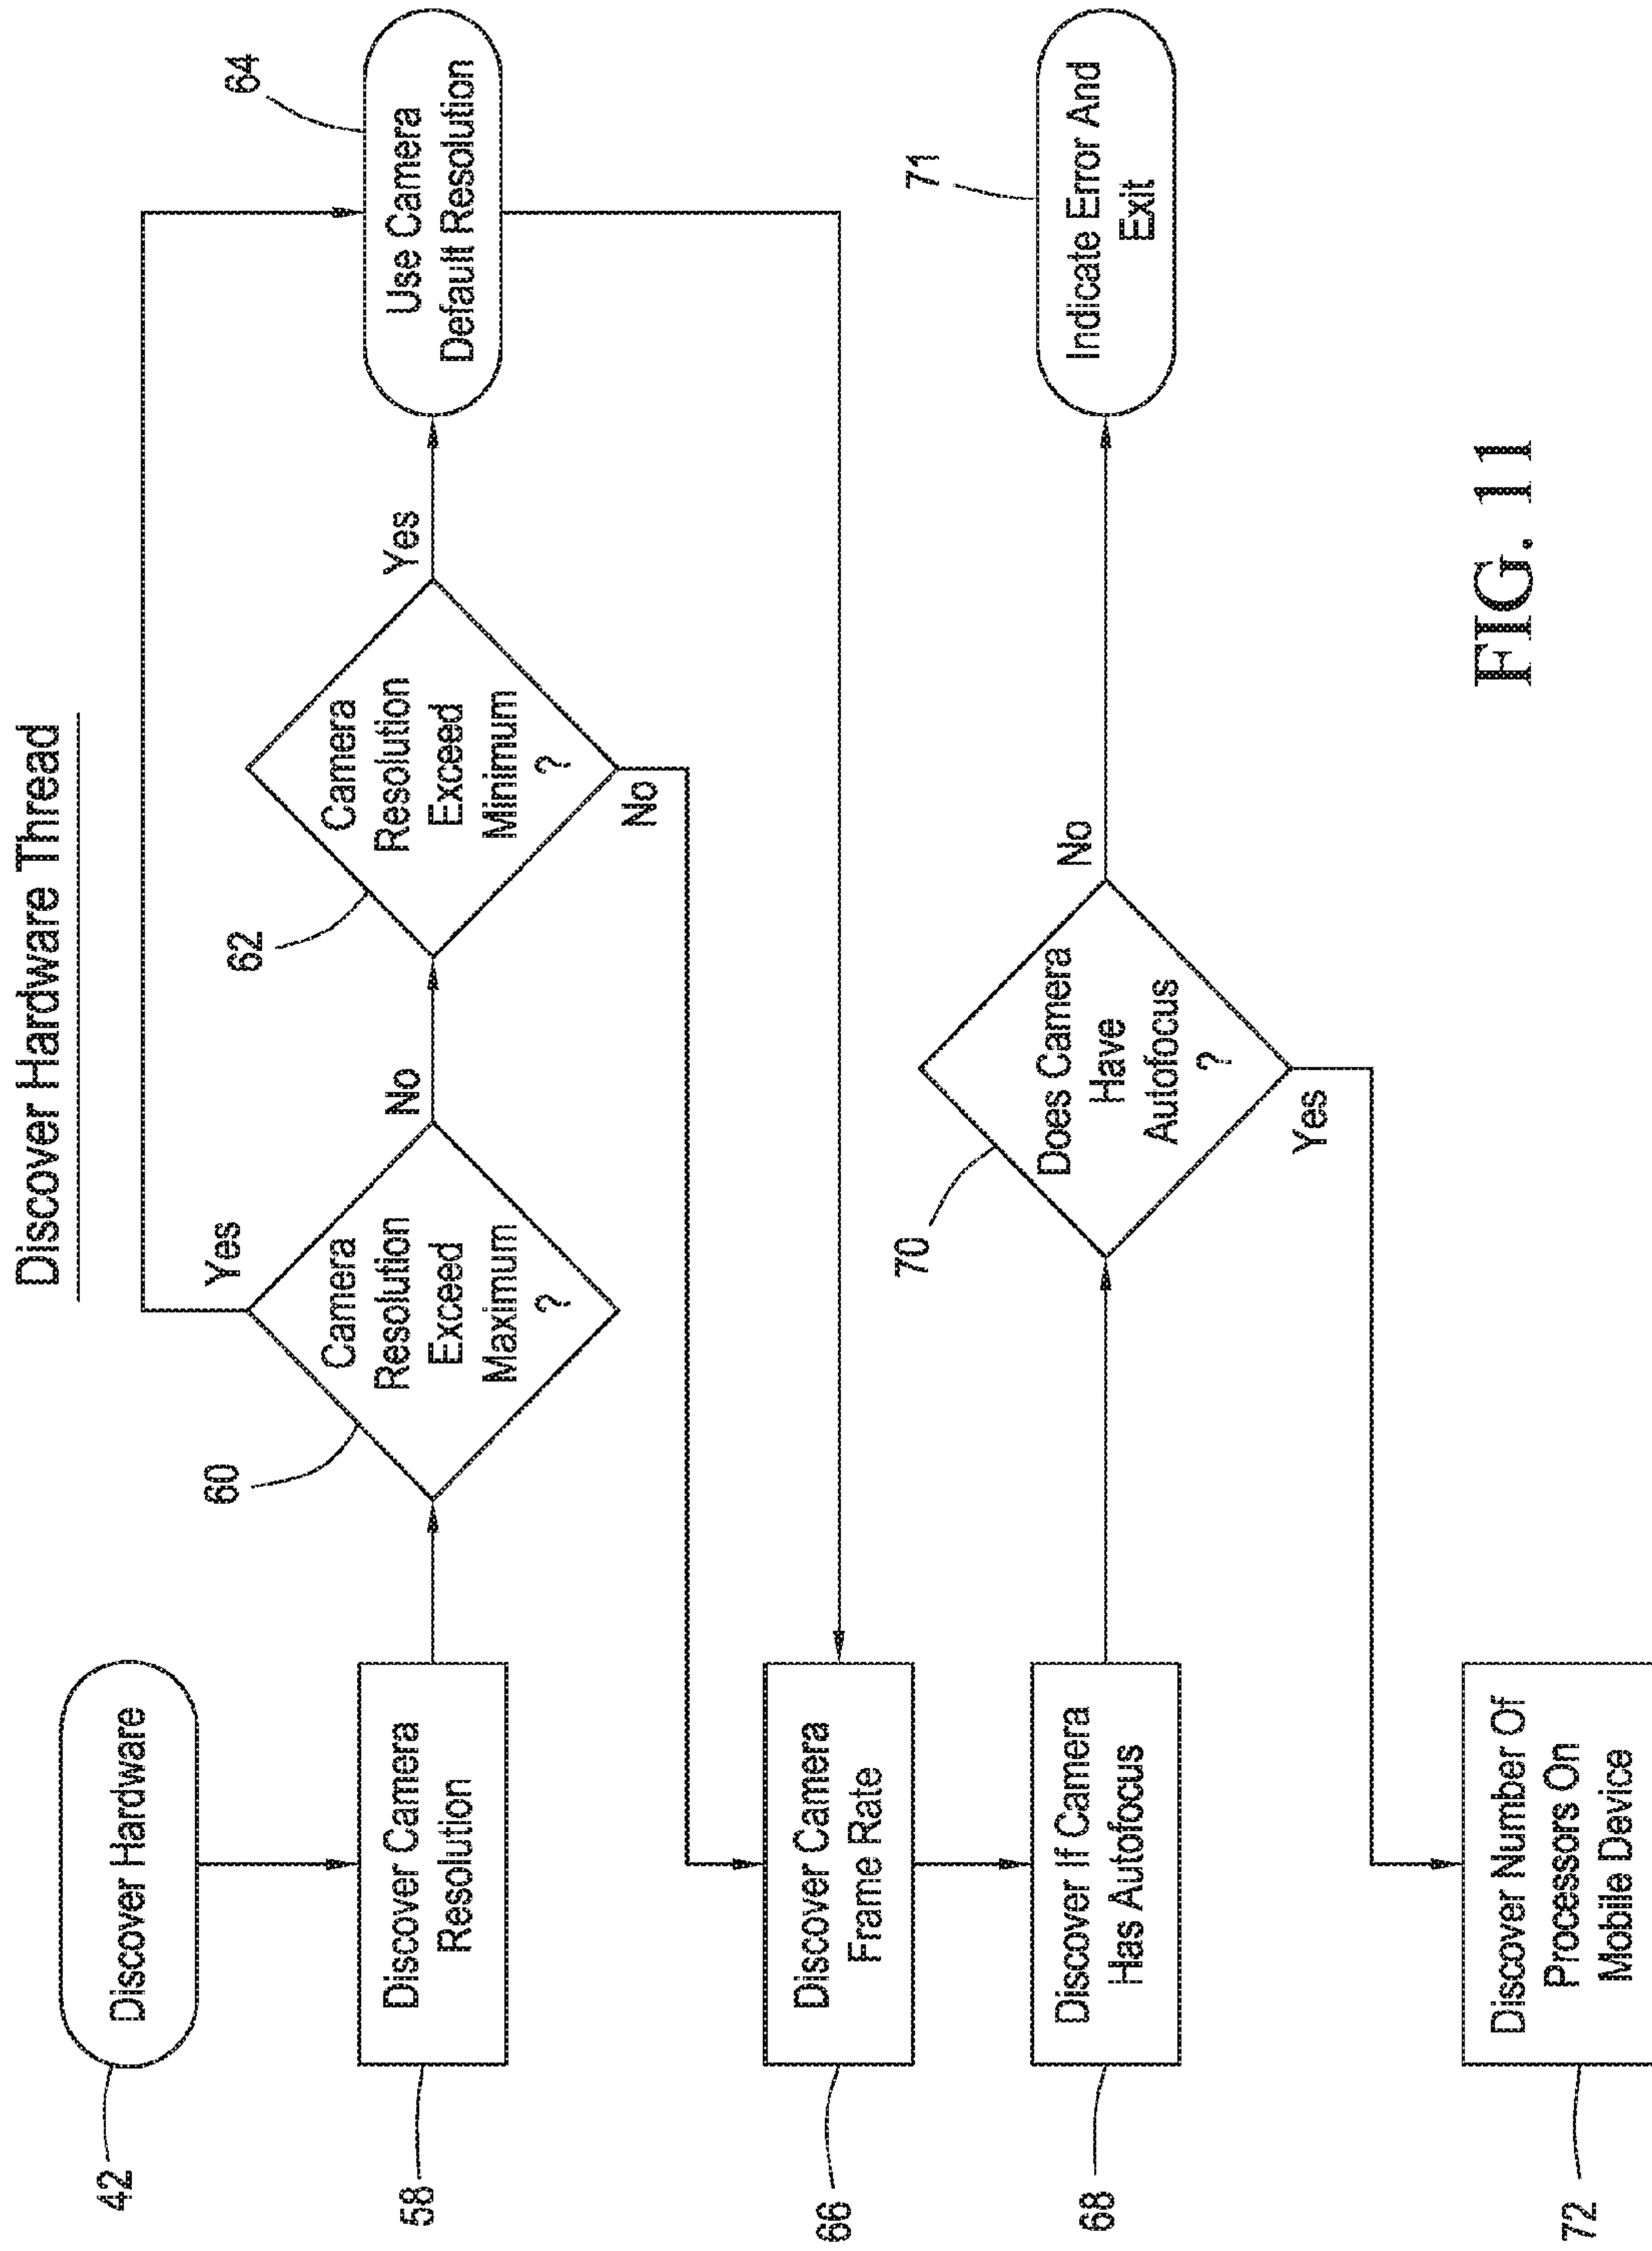 Discover Hardware Thread
42
Discover Hardware
58
Discover Camera
Resolution
60
Camera
Resolution
Exceed
Maximum
?
Yes
No
62
Camera
Resolution
Exceed
Minimum
?
Yes
No
64
Use Camera
Default Resolution
66
Discover Camera
Frame Rate
68
Discover If Camera
Has Autofocus
70
Does Camera
Have
Autofocus
?
No
Yes
71
Indicate Error And
Exit
72
Discover Number Of
Processors On
Mobile Device
FIG. 11